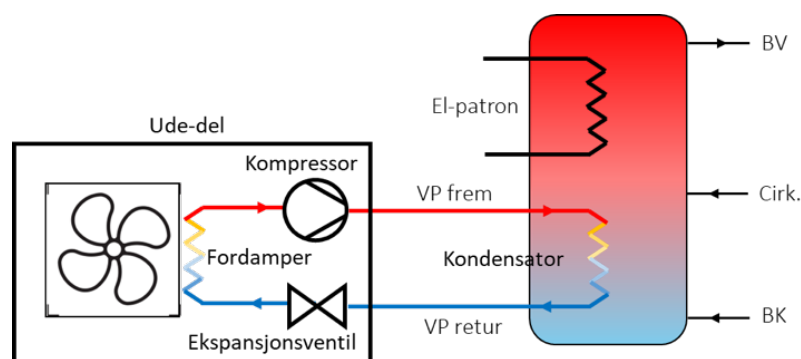 BV
El-patron
Ude-del
Kompressor
VP frem
Cirk.
Fordamper
Kondensator
BK
VP retur
Ekspansjonsventil